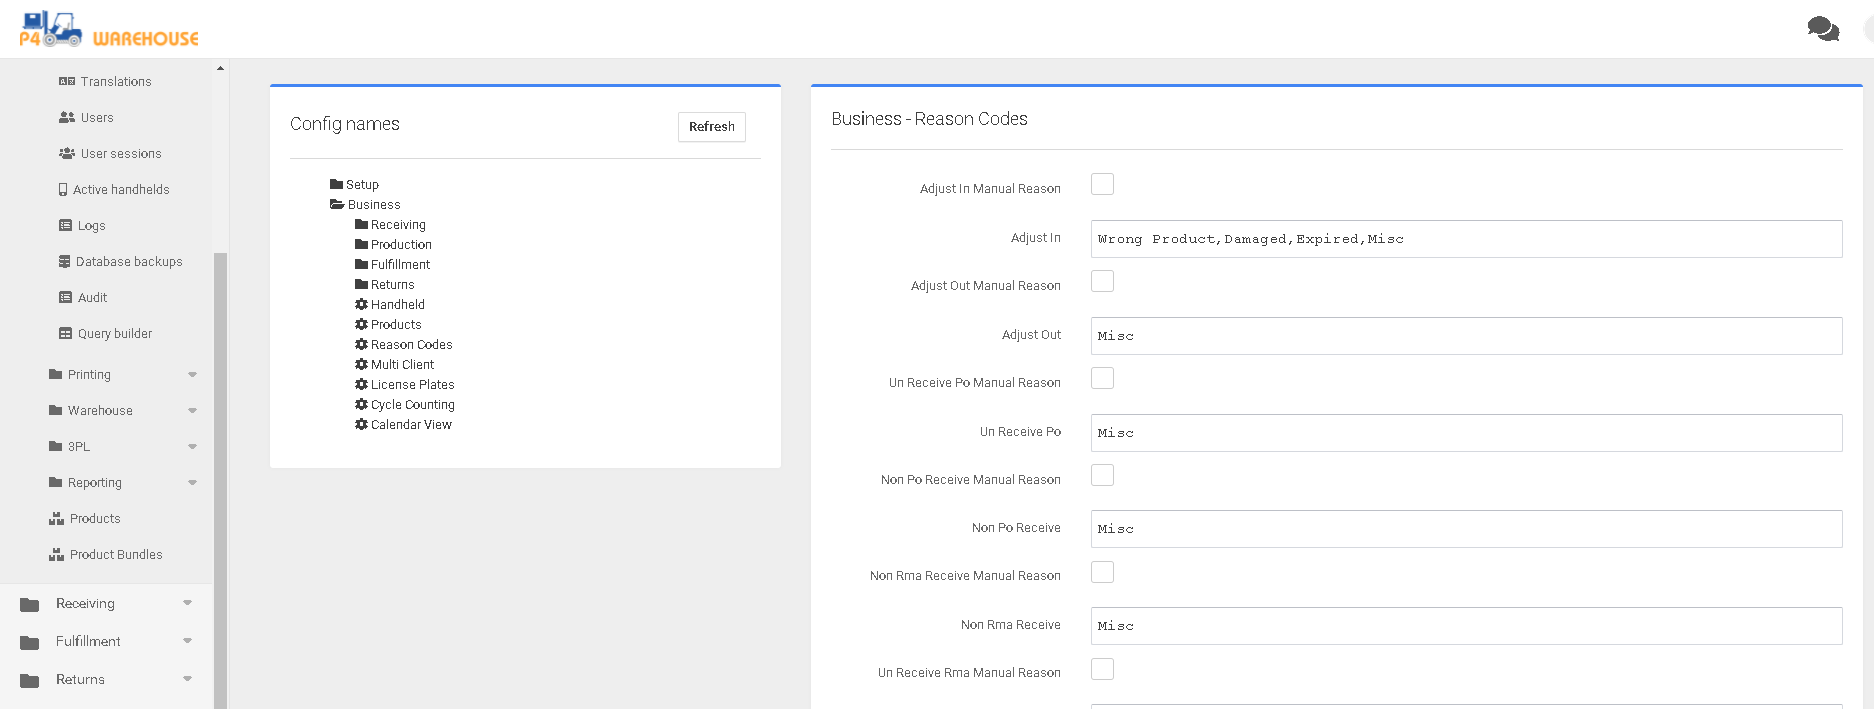 P4 WAREHOUSE
Translations
Users
User sessions
Active handhelds
Logs
Database backups
Audit
Query builder
Printing
Warehouse
3PL
Reporting
Products
Product Bundles
Receiving
Fulfillment
Returns
Config names
Refresh
Setup
Business
Receiving
Production
Fulfillment
Returns
Handheld
Products
Reason Codes
Multi Client
License Plates
Cycle Counting
Calendar View
Business - Reason Codes
Adjust In Manual Reason
Adjust In Wrong Product,Damaged,Expired,Misc
Adjust Out Manual Reason
Adjust Out Misc
Un Receive Po Manual Reason
Un Receive Po Misc
Non Po Receive Manual Reason
Non Po Receive Misc
Non Rma Receive Manual Reason
Non Rma Receive Misc
Un Receive Rma Manual Reason